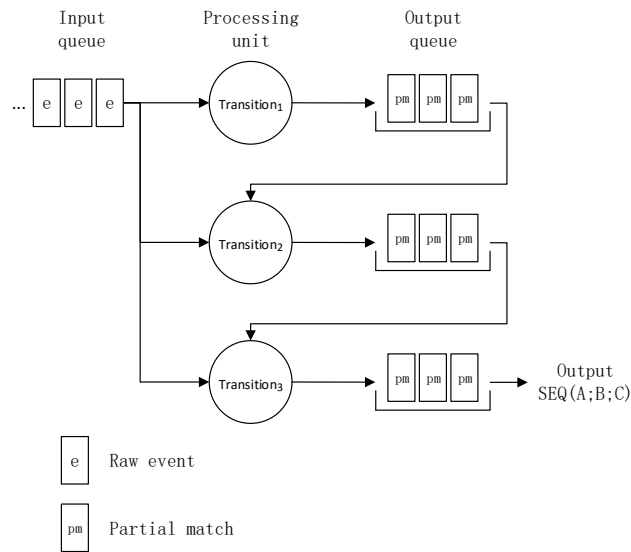 Input
queue
Processing
unit
Output
queue
... e e e
Transition1
pm pm pm
Transition2
pm pm pm
Transition3
pm pm pm
Output
SEQ(A;B;C)
e Raw event
pm Partial match